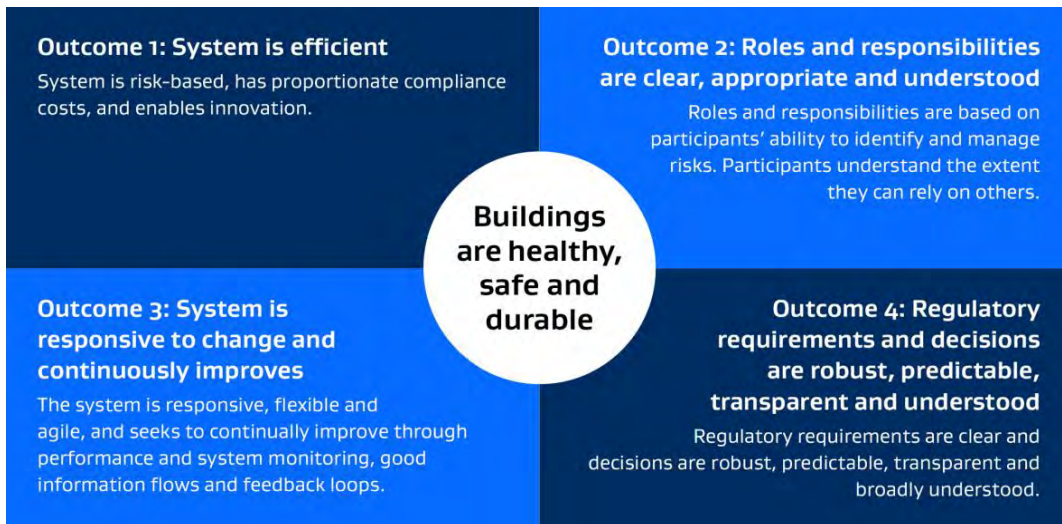 Outcome 1: System is efficient
System is risk-based, has proportionate compliance
costs, and enables innovation.
Outcome 2: Roles and responsibilities
are clear, appropriate and understood
Roles and responsibilities are based on
participants’ ability to identify and manage
risks. Participants understand the extent
they can rely on others.
Buildings
are healthy,
safe and
durable
Outcome 3: System is
responsive to change and
continuously improves
The system is responsive, flexible and
agile, and seeks to continually improve through
performance and system monitoring, good
information flows and feedback loops.
Outcome 4: Regulatory
requirements and decisions
are robust, predictable,
transparent and understood
Regulatory requirements are clear and
decisions are robust, predictable, transparent and
broadly understood.